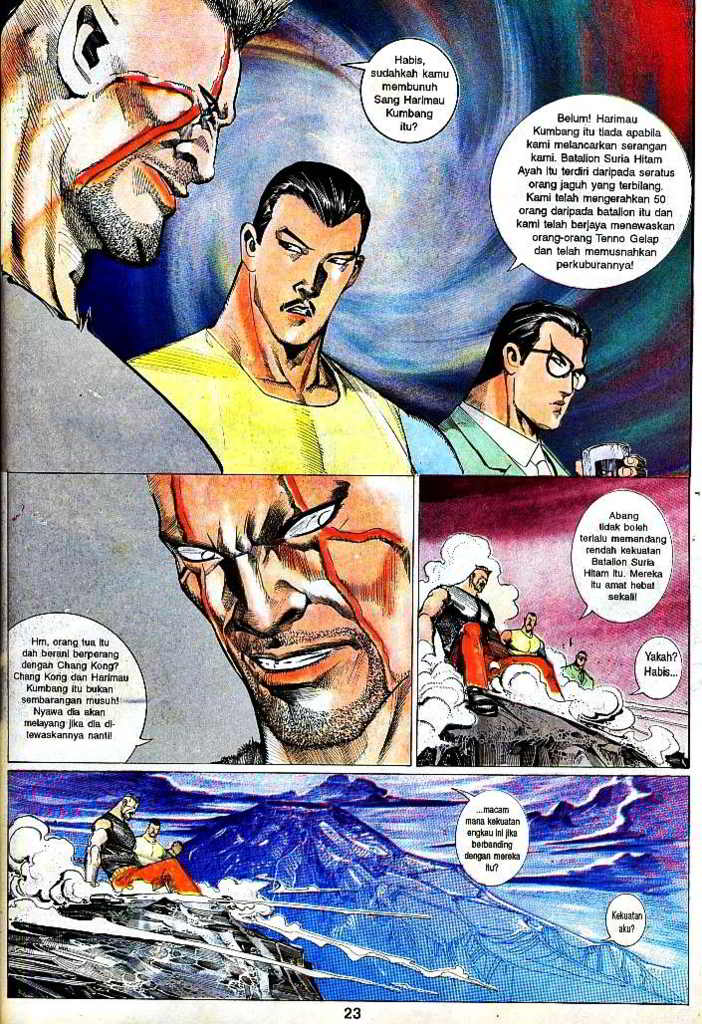 Habis,
sudahkah kamu
membunuh
Sang Harimau
Kumbang
itu?
Belum! Harimau
Kumbang itu tiada apabila
kami melancarkan serangan
kami. Batalion Suria Hitam
Ayah itu terdiri daripada seratus
orang jaguh yang terbilang.
Kami telah mengerahkan 50
orang daripada batalion itu dan
kami telah berjaya menewaskan
orang-orang Tenno Gelap
dan telah memusnahkan
perkuburannya!
Hm, orang tua itu
dah berani berperang
dengan Chang Kong?
Chang Kong dan Harimau
Kumbang itu bukan
sembarangan musuh!
Nyawa dia akan
melayang jika dia di-
tewaskannya nanti!
Abang
tidak boleh
terlalu memandang
rendah kekuatan
Batalion Suria
Hitam itu. Mereka
itu amat hebat
sekali!
Yakah?
Habis...
...macam
mana kekuatan
engkau ini jika
berbanding
dengan mereka
itu?
Kekuatan
aku?
23